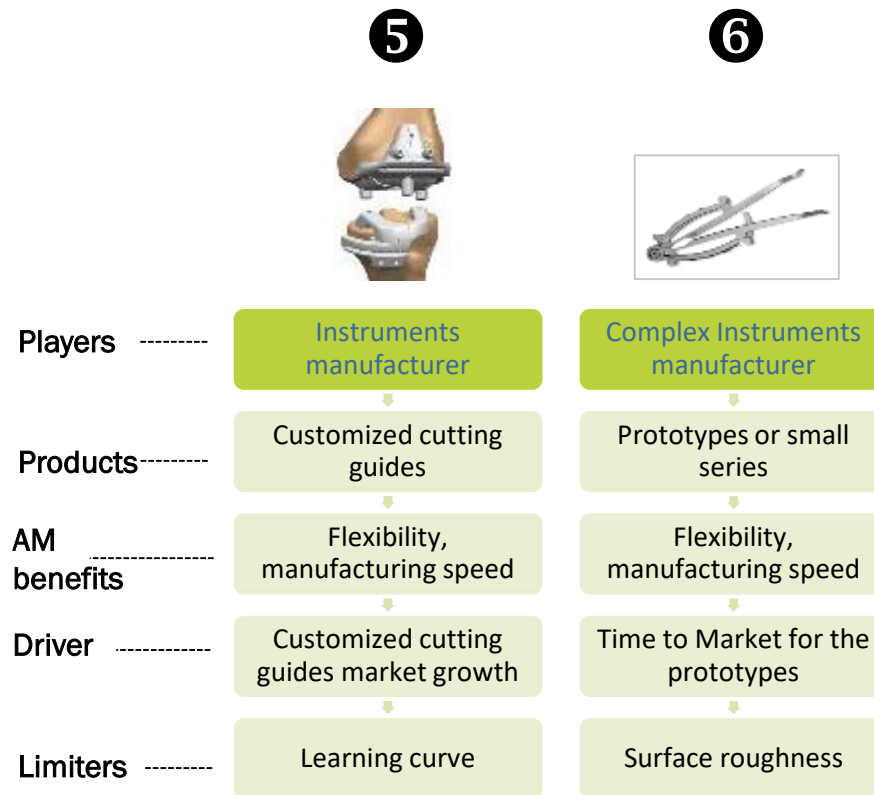 5
6
Players
Instruments
manufacturer
Complex Instruments
manufacturer
Products
Customized cutting
guides
Prototypes or small
series
AM
benefits
Flexibility,
manufacturing speed
Flexibility,
manufacturing speed
Driver
Customized cutting
guides market growth
Time to Market for the
prototypes
Limiters
Learning curve
Surface roughness